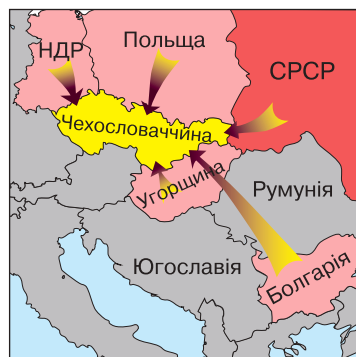 НДР
Польща
СРСР
Чехословаччина
Угорщина
Румунія
Югославія
Болгарія